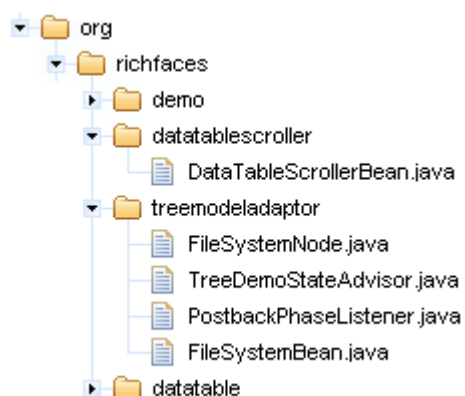 org
richfaces
demo
datatablescroller
DataTableScrollerBean.java
treemodeladaptor
FileSystemNode.java
TreeDemoStateAdvisor.java
PostbackPhaseListener.java
FileSystemBean.java
datatable